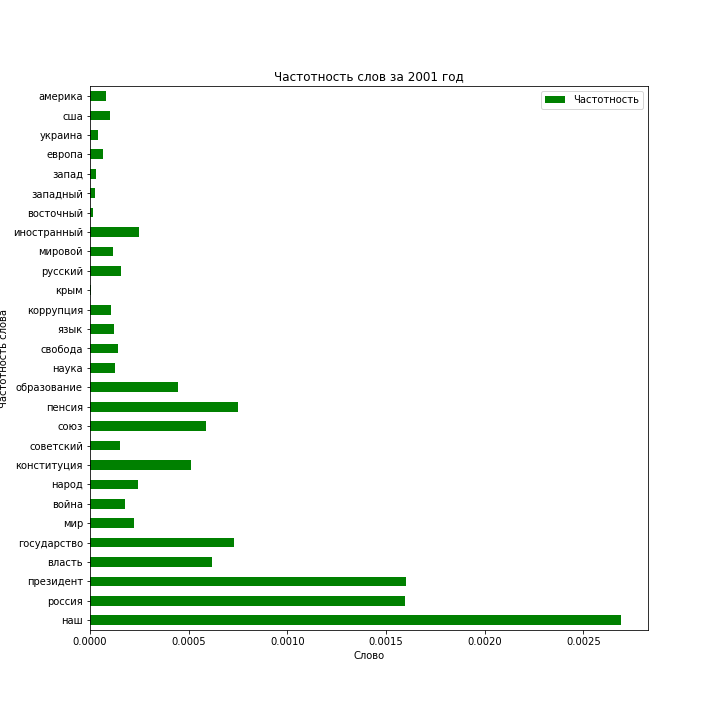 Частотность слов за 2001 год
Частотность
америка
сша
украина
европа
запад
западный
восточный
иностранный
мировой
русский
крым
коррупция
язык
свобода
наука
образование
пенсия
союз
советский
конституция
народ
война
мир
государство
власть
президент
россия
наш
Частотность слова
0.0000 0.0005 0.0010 0.0015 0.0020 0.0025
Слово